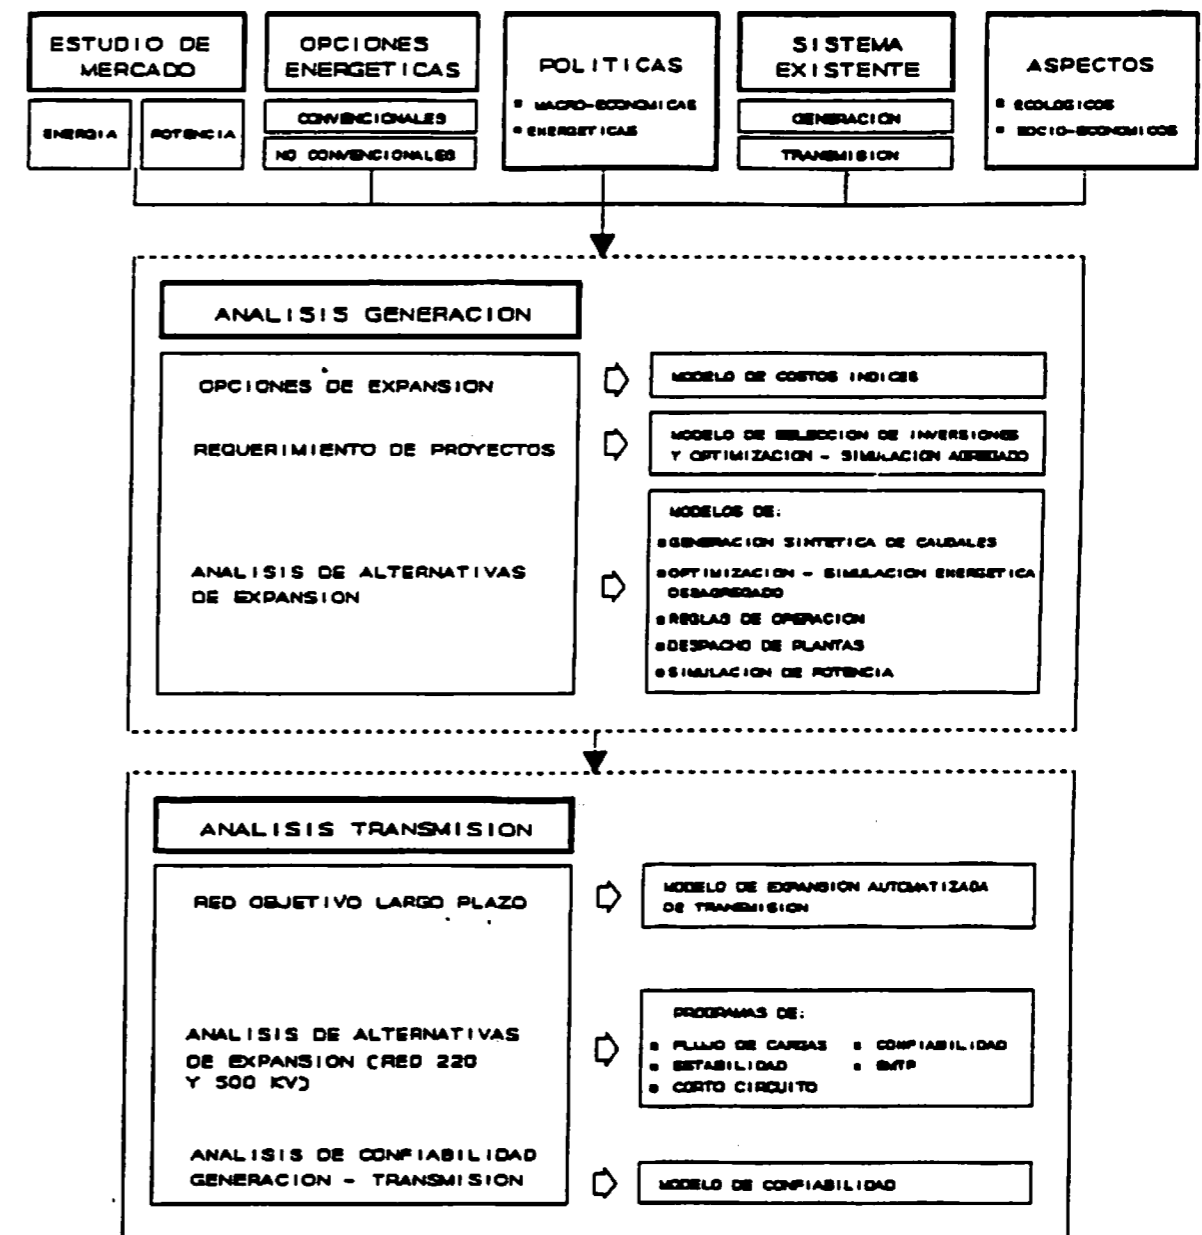 ESTUDIO DE
MERCADO
ENERGIA
POTENCIA
OPCIONES
ENERGETICAS
CONVENCIONALES
NO CONVENCIONALES
POLITICAS
MACRO-ECONOMICAS
ENERGETICAS
SISTEMA
EXISTENTE
GENERACION
TRANSMISION
ASPECTOS
ECOLOGICOS
SOCIO-ECONOMICOS
ANALISIS GENERACION
OPCIONES DE EXPANSION
MODELO DE COSTOS INDICES
REQUERIMIENTO DE PROYECTOS
MODELO DE SELECCION DE INVERSIONES
Y OPTIMIZACION - SIMULACION AGREGADO
ANALISIS DE ALTERNATIVAS
DE EXPANSION
MODELOS DE:
GENERACION SINTETICA DE CAUDALES
OPTIMIZACION - SIMULACION ENERGETICA
DESAGREGADO
REGLAS DE OPERACION
DESPACHO DE PLANTAS
SIMULACION DE POTENCIA
ANALISIS TRANSMISION
RED OBJETIVO LARGO PLAZO
MODELO DE EXPANSION AUTOMATIZADA
DE TRANSMISION
ANALISIS DE ALTERNATIVAS
DE EXPANSION (RED 220
Y 500 KV)
PROGRAMAS DE:
FLUJO DE CARGAS
ESTABILIDAD
CORTO CIRCUITO
CONFIABILIDAD
EMTP
ANALISIS DE CONFIABILIDAD
GENERACION - TRANSMISION
MODELO DE CONFIABILIDAD